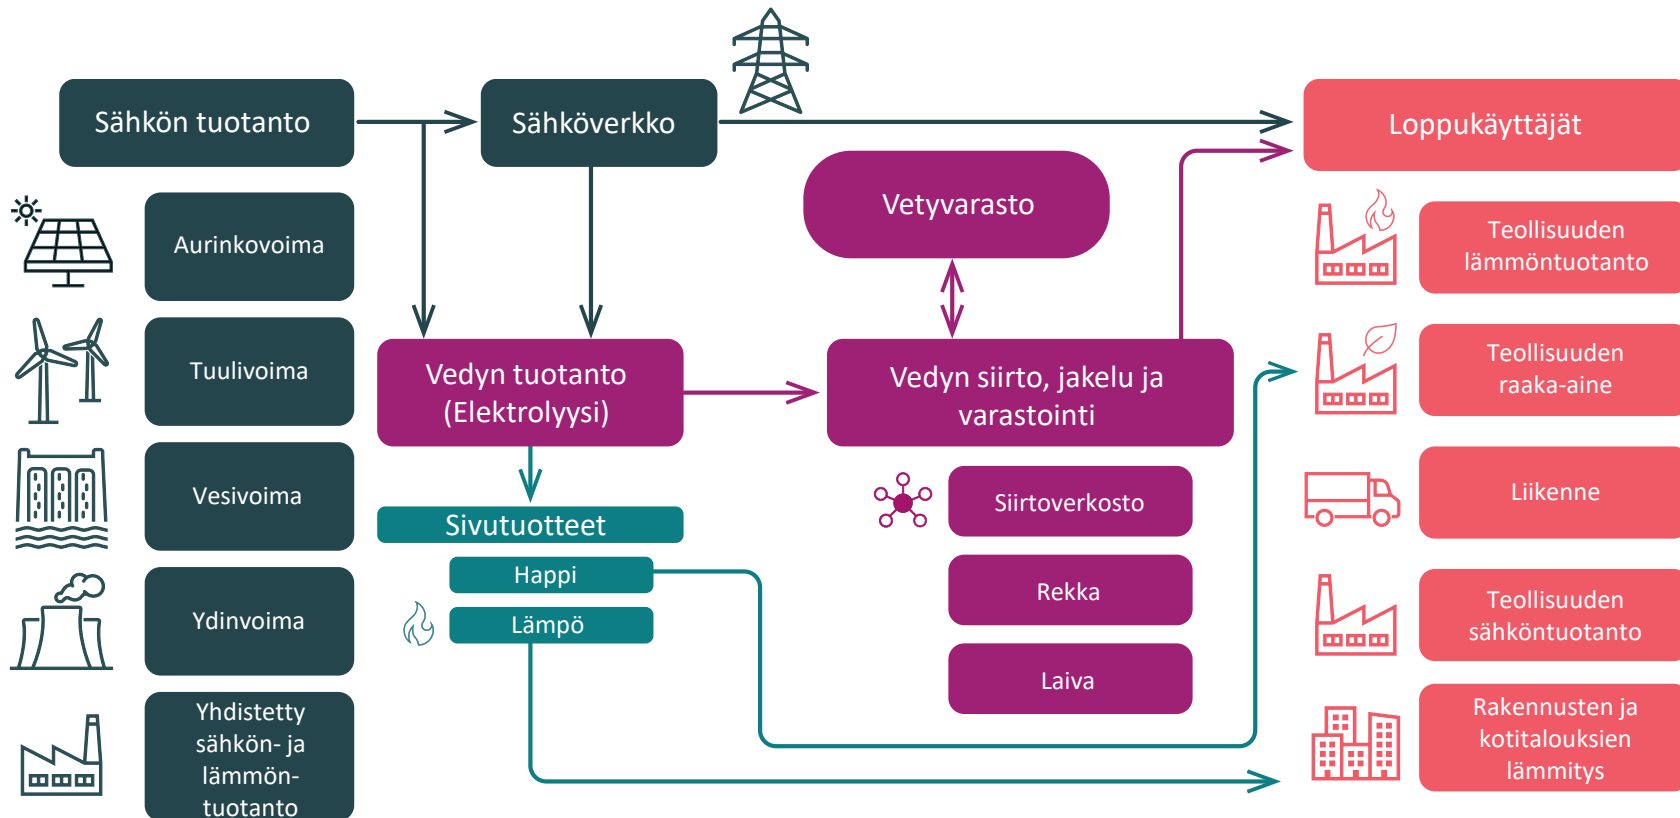 Sähkön tuotanto
Sähköverkko
Loppukäyttäjät
Aurinkovoima
Tuulivoima
Vesivoima
Ydinvoima
Yhdistetty
sähkön- ja
lämmön-
tuotanto
Vetyvarasto
Vedyn tuotanto
(Elektrolyysi)
Vedyn siirto, jakelu ja
varastointi
Sivutuotteet
Happi
Lämpö
Siirtoverkosto
Rekka
Laiva
Teollisuuden
lämmöntuotanto
Teollisuuden
raaka-aine
Liikenne
Teollisuuden
sähköntuotanto
Rakennusten ja
kotitalouksien
lämmitys